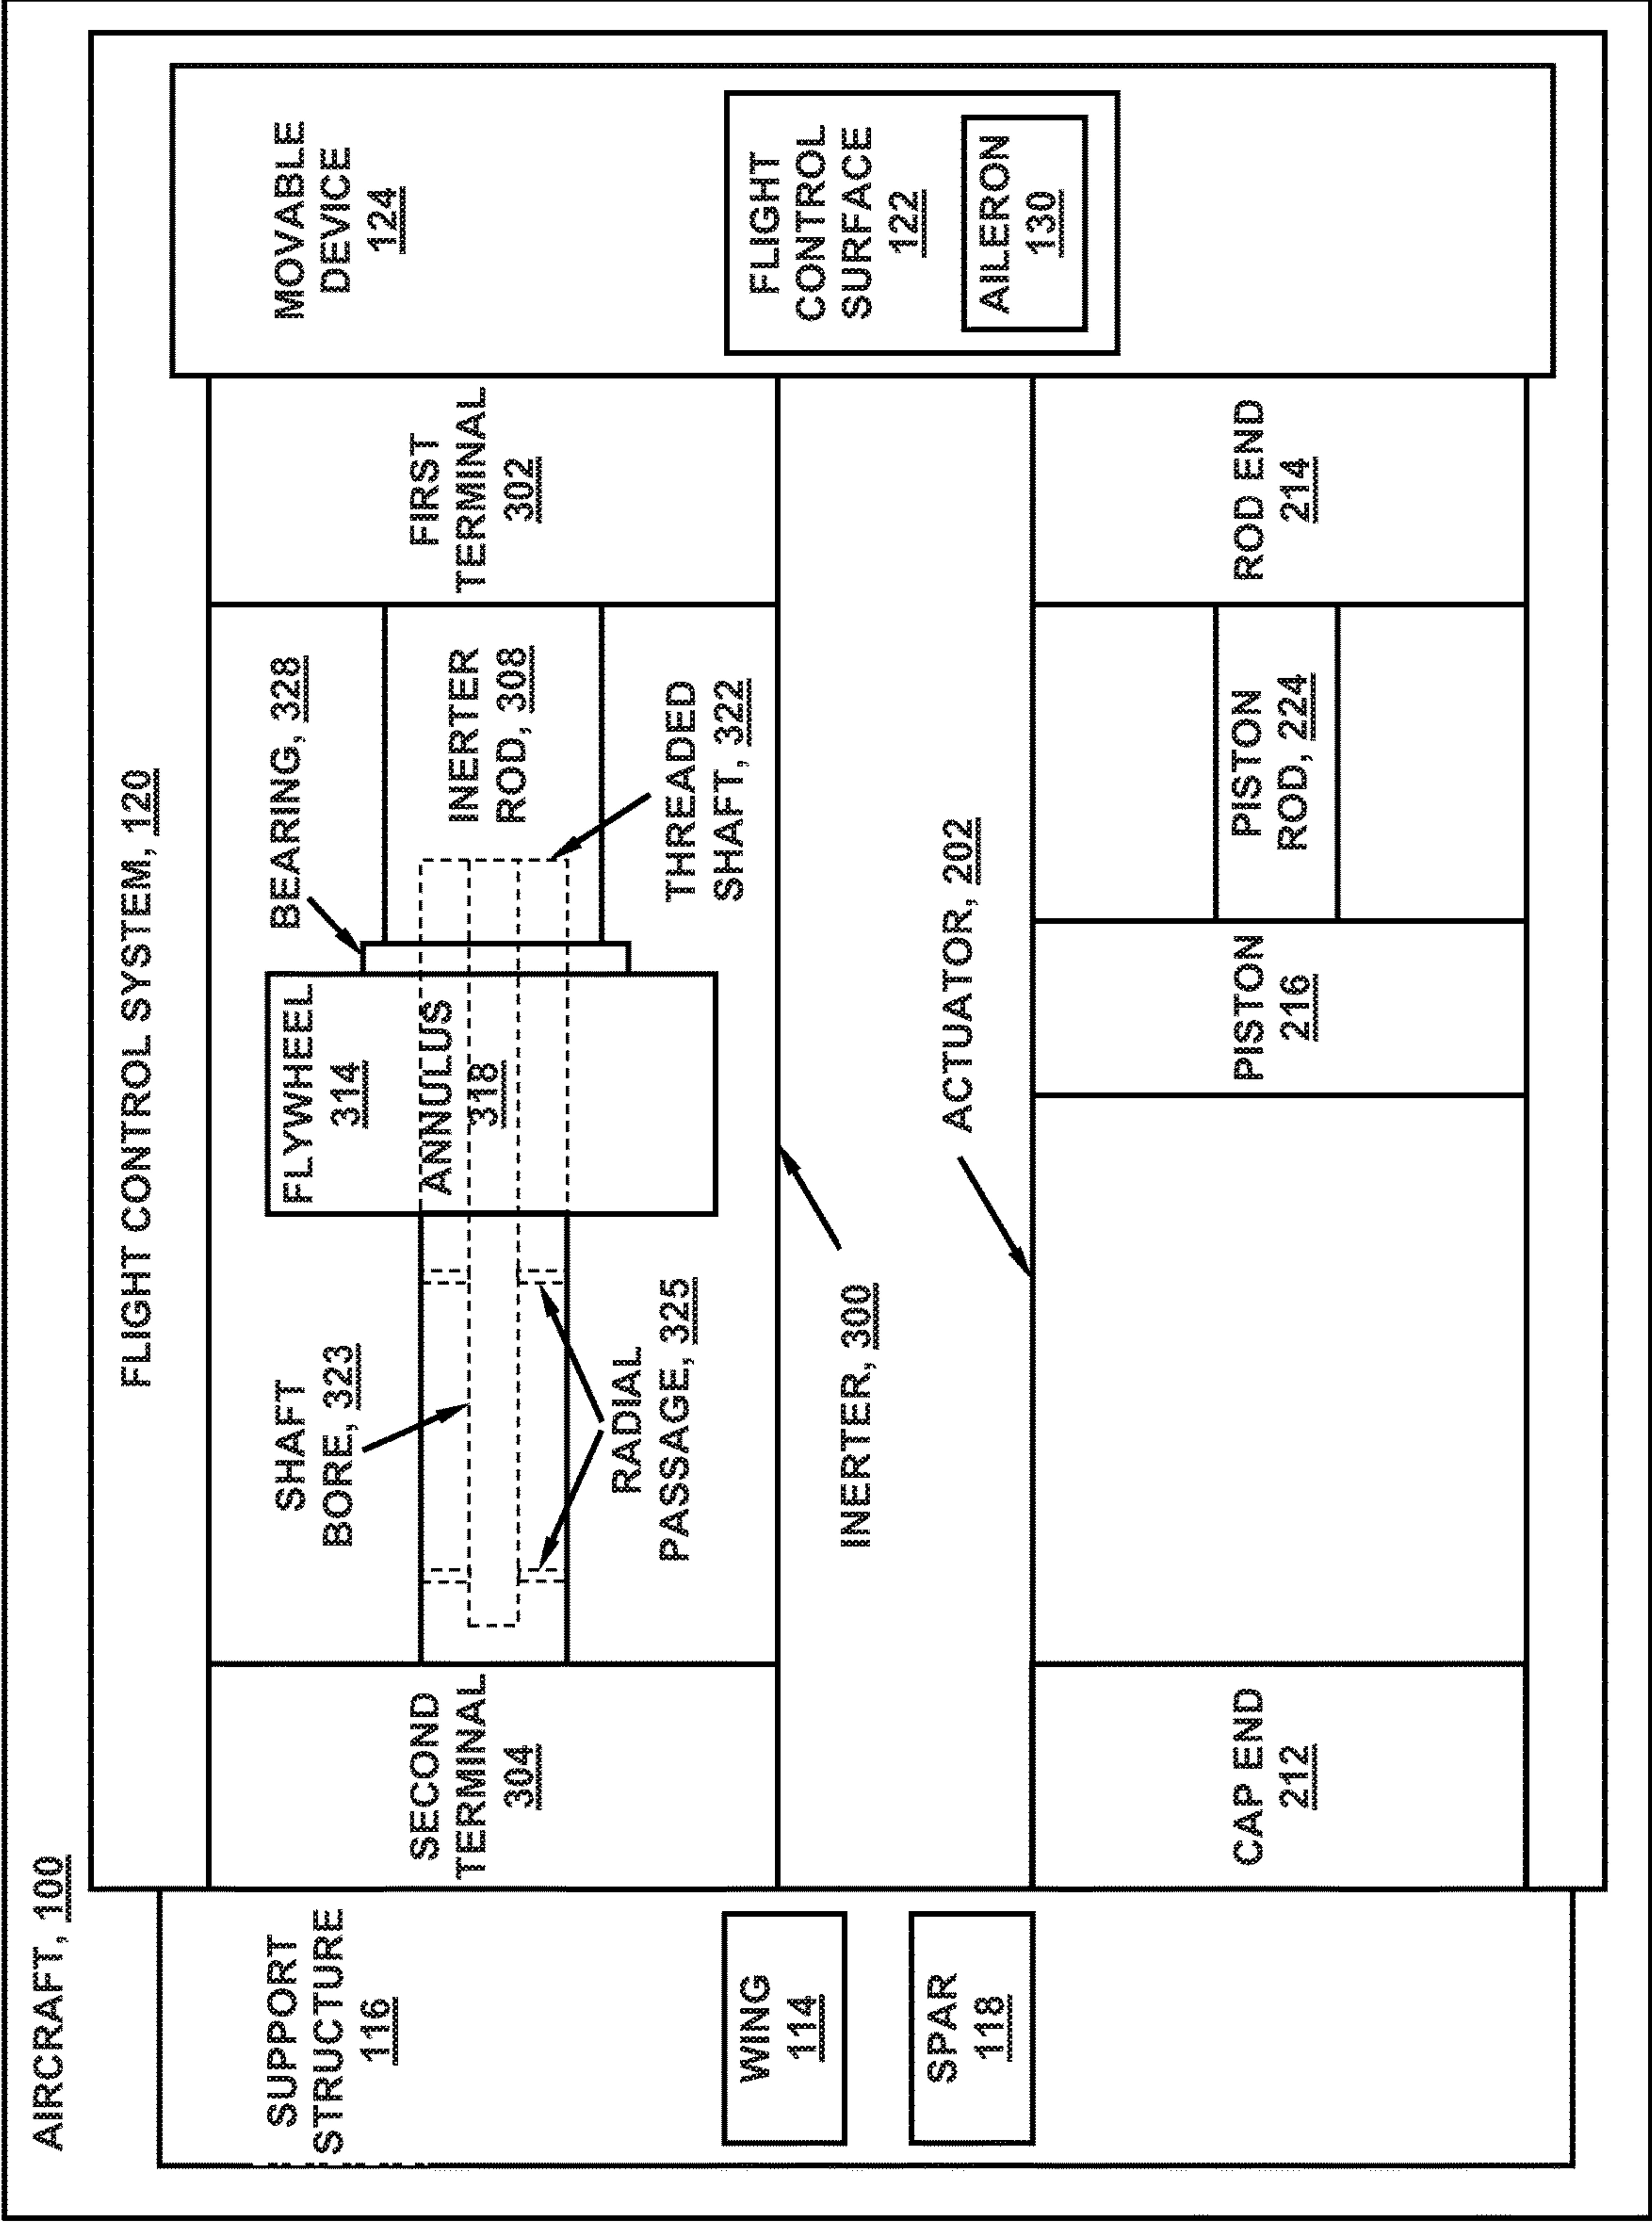 AIRCRAFT, 100
FLIGHT CONTROL SYSTEM, 120
SUPPORT
STRUCTURE
116
WING
114
SPAR
118
SECOND
TERMINAL
304
SHAFT
BORE, 323
RADIAL
PASSAGE, 325
FLYWHEEL
314
ANNULUS
318
BEARING, 328
INERTER
ROD, 308
THREADED
SHAFT, 322
FIRST
TERMINAL
302
MOVABLE
DEVICE
124
FLIGHT
CONTROL
SURFACE
122
AILERON
130
INERTER, 300
ACTUATOR, 202
CAP END
212
PISTON
216
PISTON
ROD, 224
ROD END
214